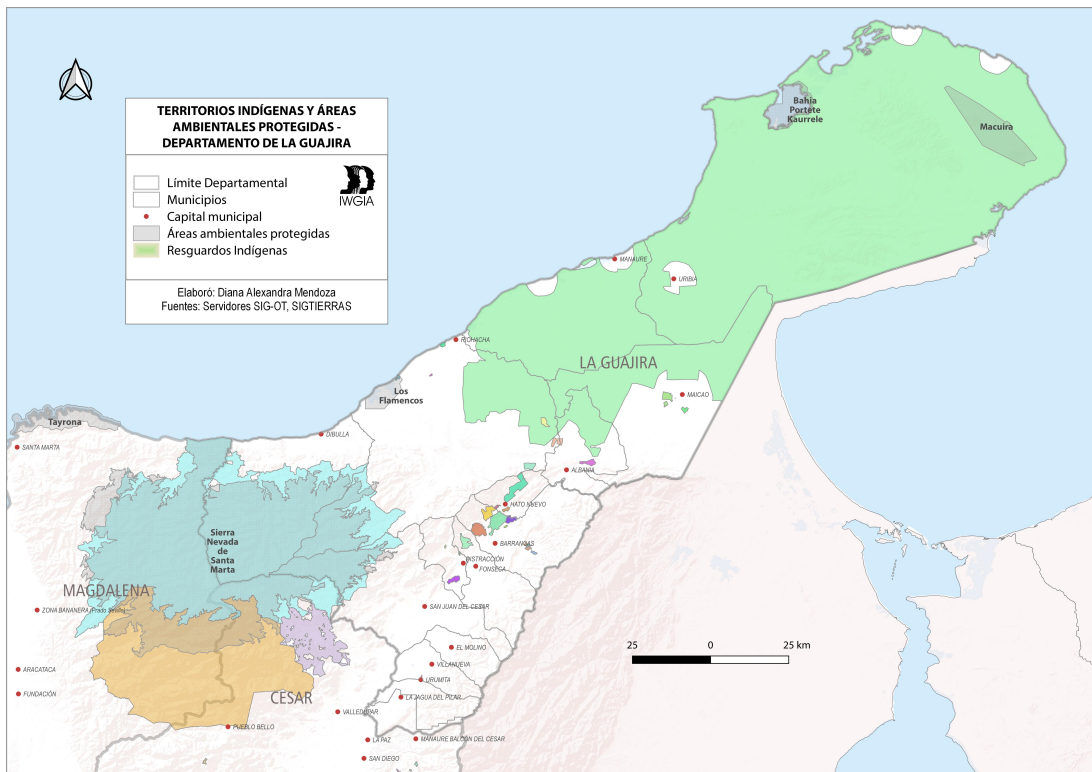 TERRITORIOS INDÍGENAS Y ÁREAS
AMBIENTALES PROTEGIDAS -
DEPARTAMENTO DE LA GUAJIRA
Límite Departamental
Municipios
Capital municipal
Áreas ambientales protegidas
Resguardos Indígenas
IWGIA
Elaboró: Diana Alexandra Mendoza
Fuentes: Servidores SIG-OT, SIGTIERRAS
Bahia
Portete
Kaurrele
Macuira
MANAURE
URIBIA
RIOHACHA
LA GUAJIRA
Los
Flamencos
MAICAO
Tayrona
DIBULLA
SANTA MARTA
ALBANIA
HATO NUEVO
Sierra
Nevada
de
Santa
Marta
BARRANCAS
DISTRACCIÓN
FONSECA
MAGDALENA
ZONA BANANERA (Prado Sevilla)
SAN JUAN DEL CESAR
EL MOLINO
VILLANUEVA
ARACATACA
URUMITA
FUNDACIÓN
CESAR
LA JAGUA DEL PILAR
VALLEDUPAR
PUEBLO BELLO
LA PAZ
MANAURE BALCÓN DEL CESAR
SAN DIEGO
25 0 25 km